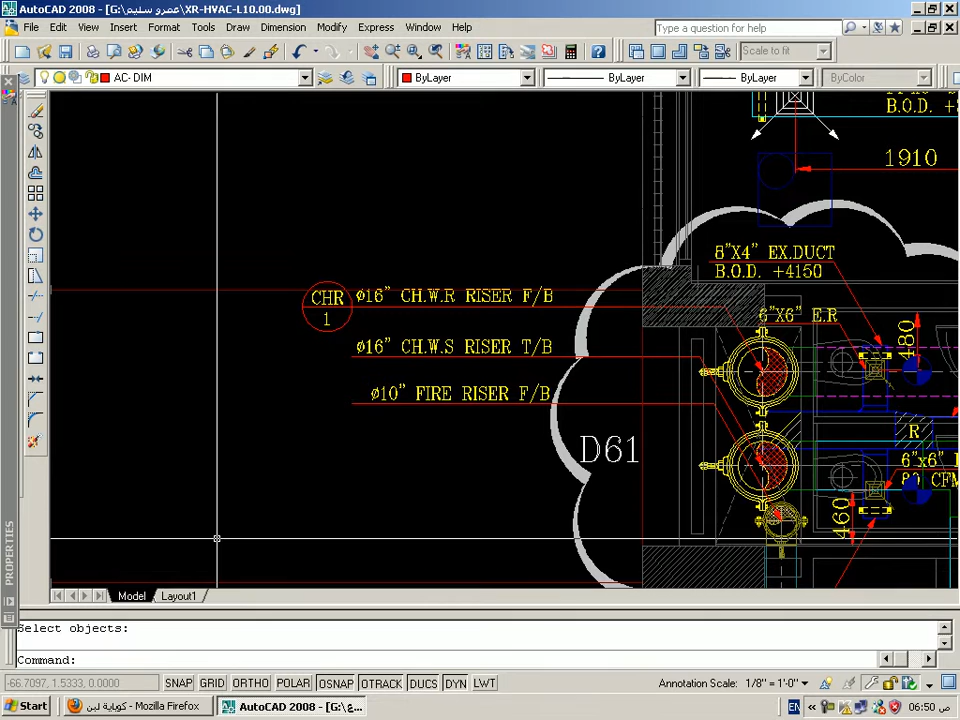 AutoCAD 2008 - [G:\عمرو سليم\XR-HVAC-L10.00.dwg]
File Edit View Insert Format Tools Draw Dimension Modify Express Window Help
Type a question for help
Scale to fit
AC- DIM
ByLayer
ByLayer
ByLayer
ByColor
B.O.D.
1910
8"X4" EX.DUCT
B.O.D. +4150
CHR
1
ø16" CH.W.R RISER F/B
6"X6" E.R
480
ø16" CH.W.S RISER T/B
ø10" FIRE RISER F/B
D61
R
6"x6"
460
PROPERTIES
Model
Layout1
Select objects:
Command:
-66.7097, 1.5333, 0.0000
SNAP GRID ORTHO POLAR OSNAP OTRACK DUCS DYN LWT
Annotation Scale: 1/8" = 1'-0"
Start
كوباية لبن - Mozilla Firefox
AutoCAD 2008 - [G:\ع...
EN
06:50 ص